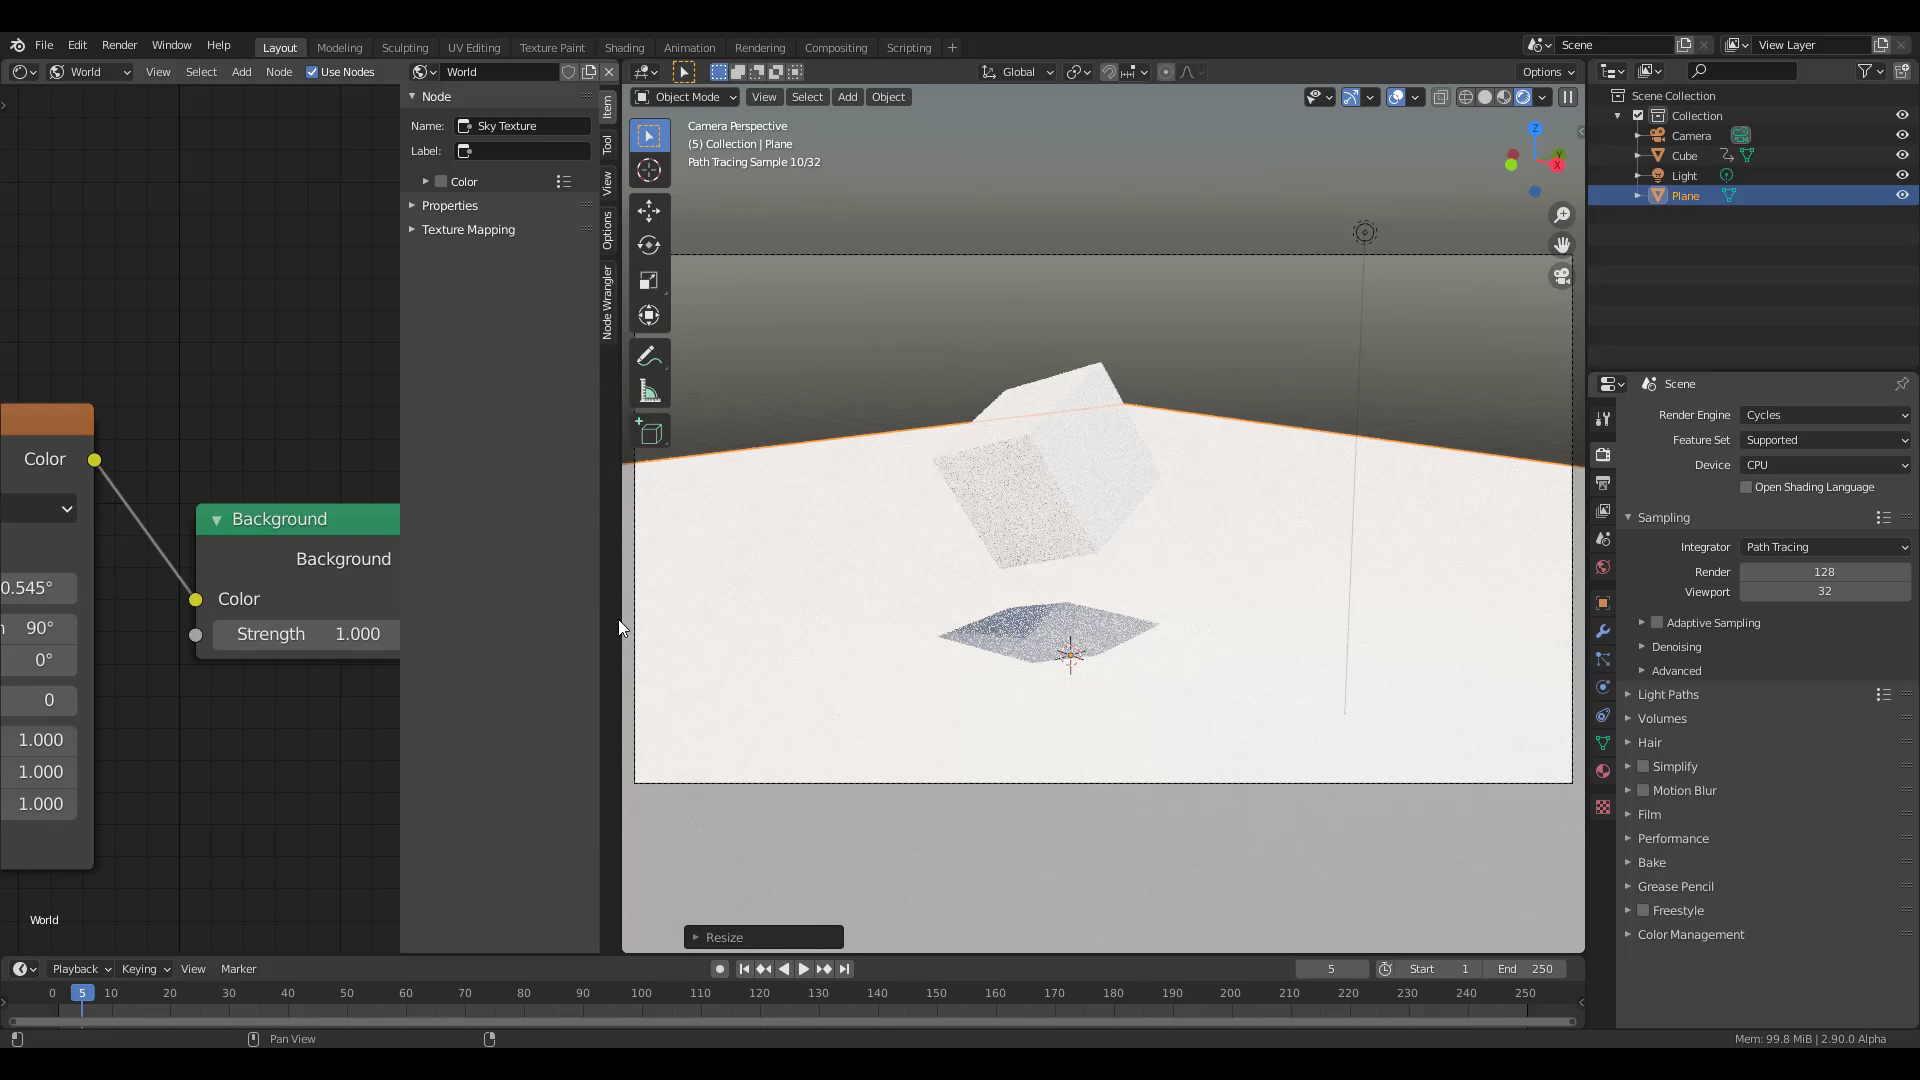 File Edit Render Window Help Layout Modeling Sculpting UV Editing Texture Paint Shading Animation Rendering Compositing Scripting + Scene View Layer
World View Select Add Node Use Nodes World Global Options
Node
Name: Sky Texture
Label:
Color
Properties
Texture Mapping
Item
Tool
View
Options
Node Wrangler
Color
0.545°
90°
0°
0
1.000
1.000
1.000
Background
Background
Color
Strength 1.000
World
Object Mode View Select Add Object
Camera Perspective
(5) Collection | Plane
Path Tracing Sample 10/32
Z
Y
X
Resize
Scene Collection
Collection
Camera
Cube
Light
Plane
Scene
Render Engine Cycles
Feature Set Supported
Device CPU
Open Shading Language
Sampling
Integrator Path Tracing
Render 128
Viewport 32
Adaptive Sampling
Denoising
Advanced
Light Paths
Volumes
Hair
Simplify
Motion Blur
Film
Performance
Bake
Grease Pencil
Freestyle
Color Management
Playback Keying View Marker 5 Start 1 End 250
0 5 10 20 30 40 50 60 70 80 90 100 110 120 130 140 150 160 170 180 190 200 210 220 230 240 250
Pan View Mem: 99.8 MiB | 2.90.0 Alpha